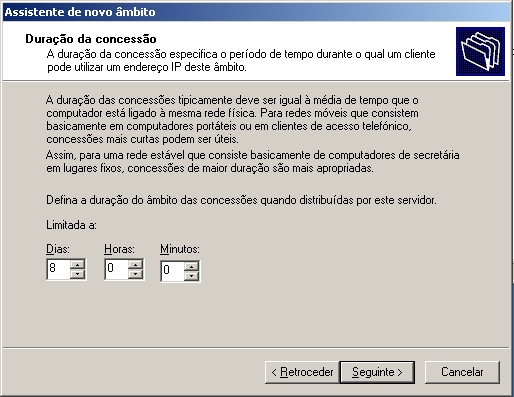 Assistente de novo âmbito
Duração da concessão
A duração da concessão especifica o período de tempo durante o qual um cliente
pode utilizar um endereço IP deste âmbito.
A duração das concessões tipicamente deve ser igual à média de tempo que o
computador está ligado à mesma rede física. Para redes móveis que consistem
basicamente em computadores portáteis ou em clientes de acesso telefónico,
concessões mais curtas podem ser úteis.
Assim, para uma rede estável que consiste basicamente de computadores de secretária
em lugares fixos, concessões de maior duração são mais apropriadas.
Defina a duração do âmbito das concessões quando distribuídas por este servidor.
Limitada a:
Dias: Horas: Minutos:
8 0 0
< Retroceder Seguinte > Cancelar